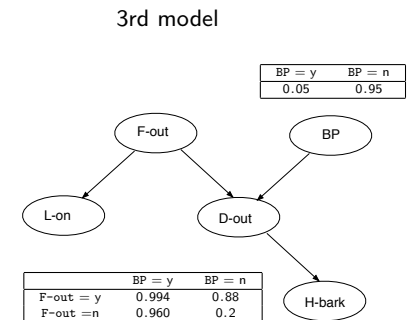 3rd model
BP = y BP = n
0.05 0.95
F-out BP
L-on D-out
BP = y BP = n
F-out = y 0.994 0.88
F-out =n 0.960 0.2
H-bark